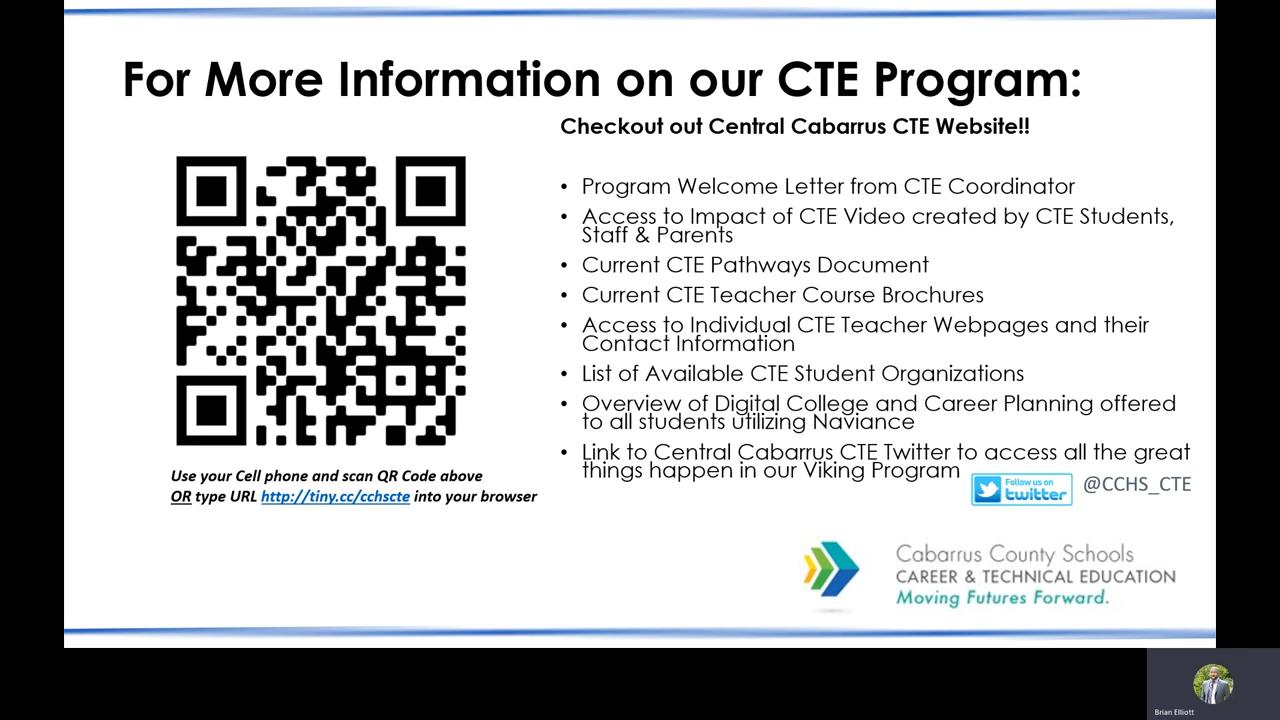 For More Information on our CTE Program:
Checkout out Central Cabarrus CTE Website!!
• Program Welcome Letter from CTE Coordinator
• Access to Impact of CTE Video created by CTE Students,
Staff & Parents
• Current CTE Pathways Document
• Current CTE Teacher Course Brochures
• Access to Individual CTE Teacher Webpages and their
Contact Information
• List of Available CTE Student Organizations
• Overview of Digital College and Career Planning offered
to all students utilizing Naviance
• Link to Central Cabarrus CTE Twitter to access all the great
things happen in our Viking Program
Follow us on
twitter
@CCHS_CTE
Use your Cell phone and scan QR Code above
OR type URL http://tiny.cc/cchscte into your browser
Cabarrus County Schools
CAREER & TECHNICAL EDUCATION
Moving Futures Forward.
Brian Elliott